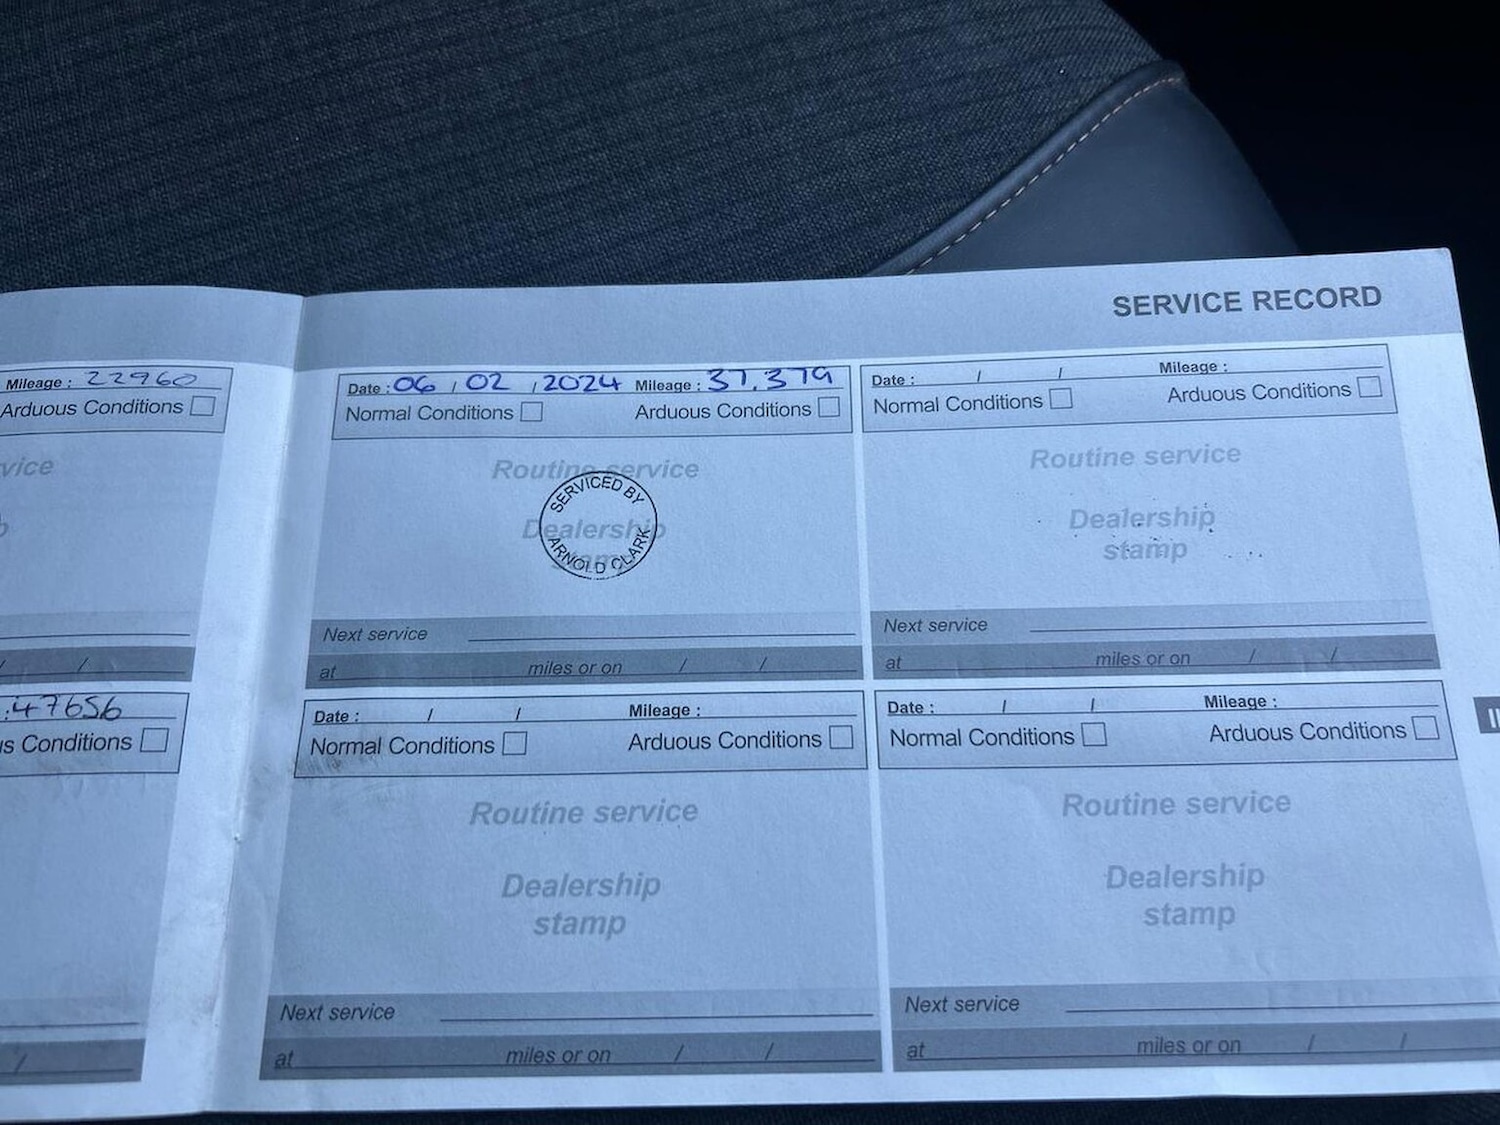 SERVICE RECORD
Mileage : 22960
Arduous Conditions
vice
/ /
:47656
us Conditions
/
Date : 06 / 02 / 2024 Mileage : 37.379
Normal Conditions Arduous Conditions
Routine service
Dealership
stamp
SERVICED BY
ARNOLD CLARK
Next service
at miles or on / /
Date : / / Mileage :
Normal Conditions Arduous Conditions
Routine service
Dealership
stamp
Next service
at miles or on / /
Date : / / Mileage :
Normal Conditions Arduous Conditions
Routine service
Dealership
stamp
Next service
at miles or on / /
Date : / / Mileage :
Normal Conditions Arduous Conditions
Routine service
Dealership
stamp
Next service
at miles or on / /